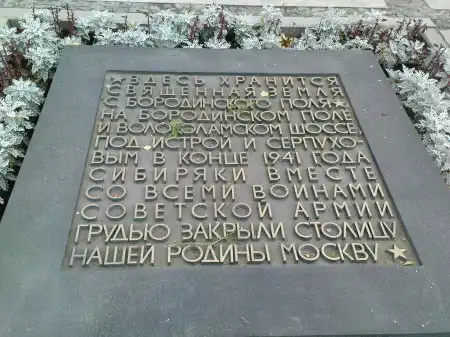 ★ ЗДЕСЬ ХРАНИТСЯ
СВЯЩЕННАЯ ЗЕМЛЯ
С БОРОДИНСКОГО ПОЛЯ ★
НА БОРОДИНСКОМ ПОЛЕ
И ВОЛОКОЛАМСКОМ ШОССЕ,
ПОД ИСТРОЙ И СЕРПУХО-
ВЫМ В КОНЦЕ 1941 ГОДА
СИБИРЯКИ ВМЕСТЕ
СО ВСЕМИ ВОИНАМИ
СОВЕТСКОЙ АРМИИ
ГРУДЬЮ ЗАКРЫЛИ СТОЛИЦУ
НАШЕЙ РОДИНЫ МОСКВУ ★